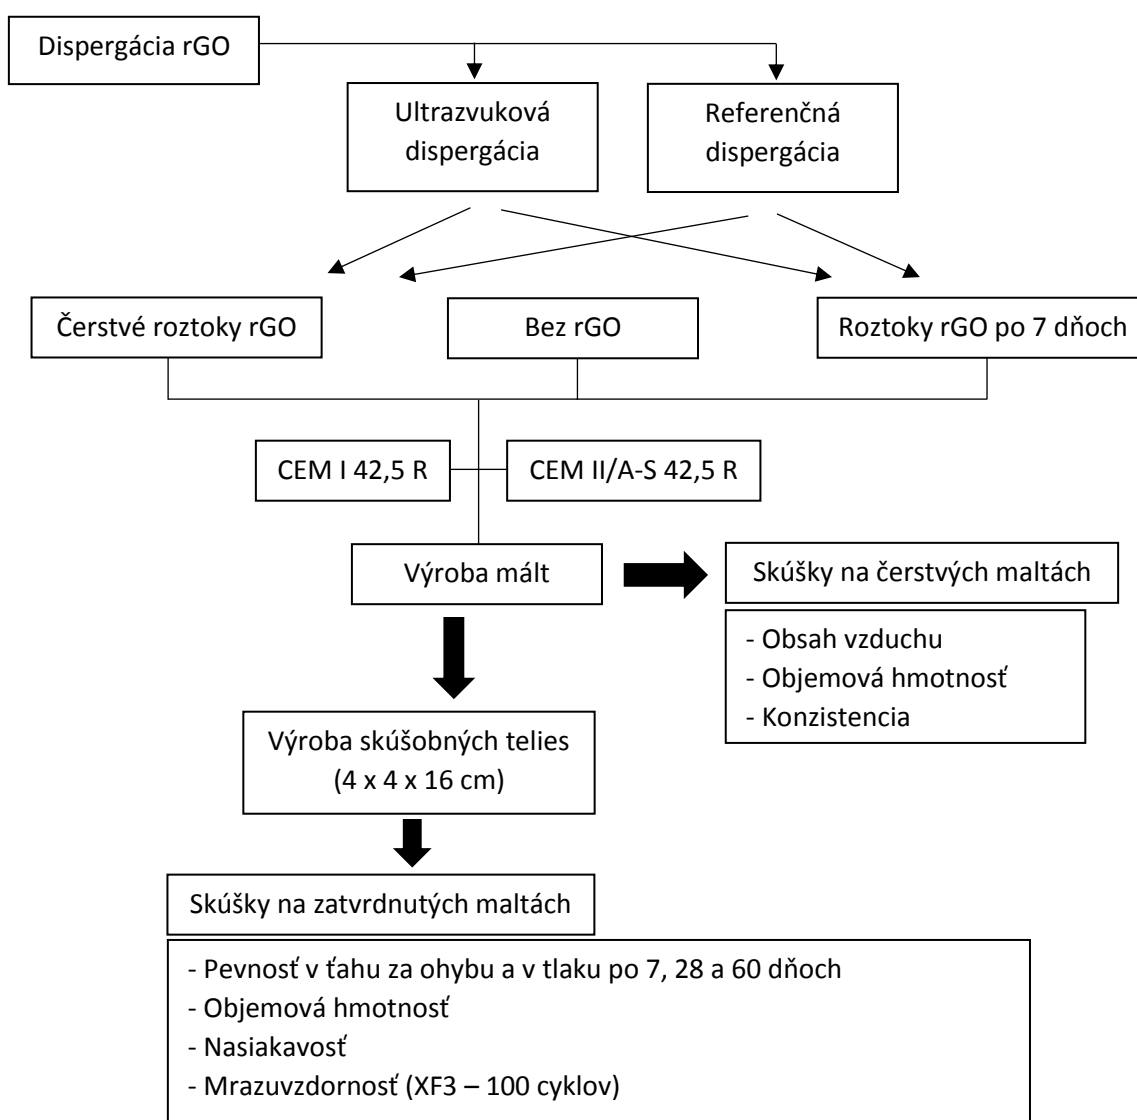 Dispergácia rGO
Ultrazvuková
dispergácia
Referenčná
dispergácia
Čerstvé roztoky rGO
Bez rGO
Roztoky rGO po 7 dňoch
CEM I 42,5 R
CEM II/A-S 42,5 R
Výroba mált
Skúšky na čerstvých maltách
- Obsah vzduchu
- Objemová hmotnosť
- Konzistencia
Výroba skúšobných telies
(4 x 4 x 16 cm)
Skúšky na zatvrdnutých maltách
- Pevnosť v ťahu za ohybu a v tlaku po 7, 28 a 60 dňoch
- Objemová hmotnosť
- Nasiakavosť
- Mrazuvzdornosť (XF3 – 100 cyklov)